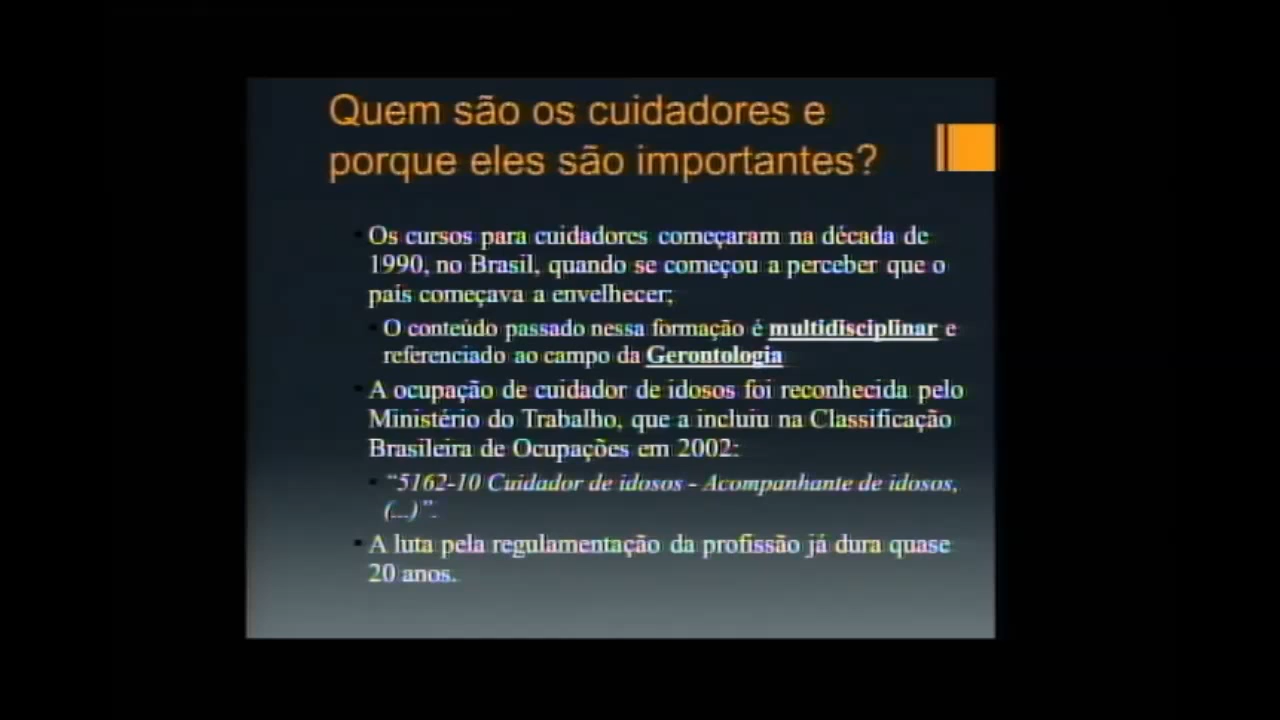 Quem são os cuidadores e
porque eles são importantes?
Os cursos para cuidadores começaram na década de
1990, no Brasil, quando se começou a perceber que o
país começava a envelhecer;
O conteúdo passado nessa formação é multidisciplinar e
referenciado ao campo da Gerontologia
A ocupação de cuidador de idosos foi reconhecida pelo
Ministério do Trabalho, que a incluiu na Classificação
Brasileira de Ocupações em 2002:
“5162-10 Cuidador de idosos - Acompanhante de idosos,
(...)”.
A luta pela regulamentação da profissão já dura quase
20 anos.